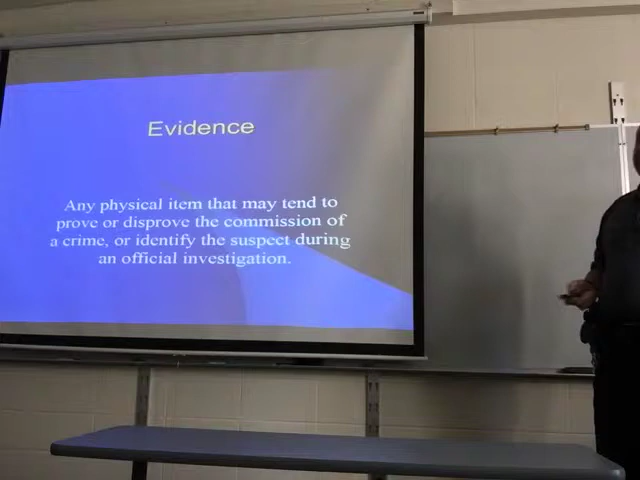 Evidence
Any physical item that may tend to
prove or disprove the commission of
a crime, or identify the suspect during
an official investigation.